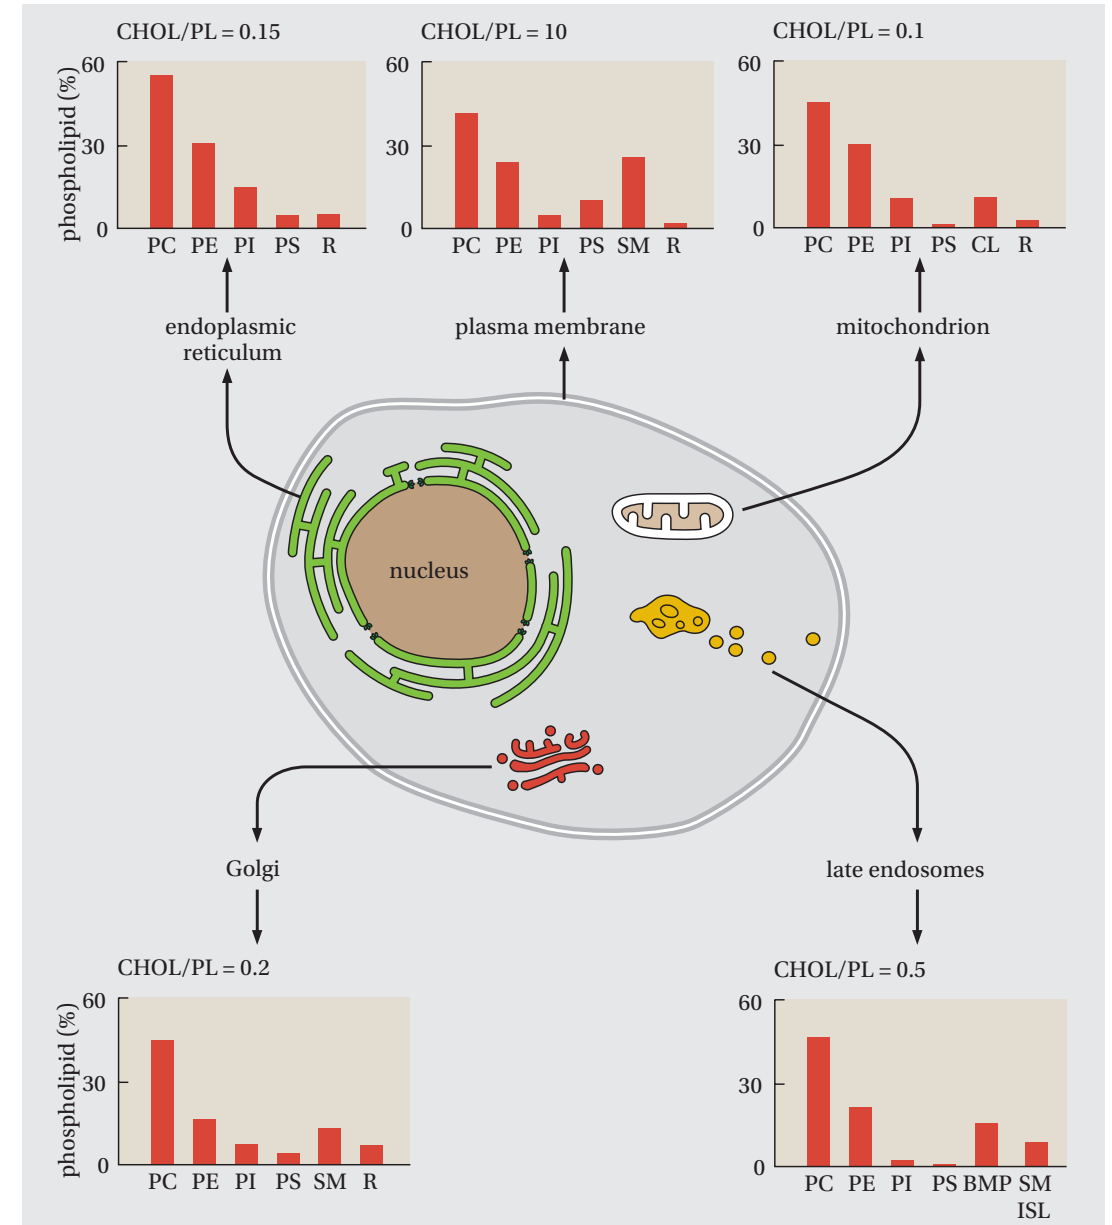 CHOL/PL = 0.15
phospholipid (%)
60
30
0
PC PE PI PS R
CHOL/PL = 10
60
30
0
PC PE PI PS SM R
CHOL/PL = 0.1
60
30
0
PC PE PI PS CL R
endoplasmic
reticulum
plasma membrane
mitochondrion
nucleus
Golgi
late endosomes
CHOL/PL = 0.2
phospholipid (%)
60
30
0
PC PE PI PS SM R
CHOL/PL = 0.5
60
30
0
PC PE PI PS BMP SM
ISL